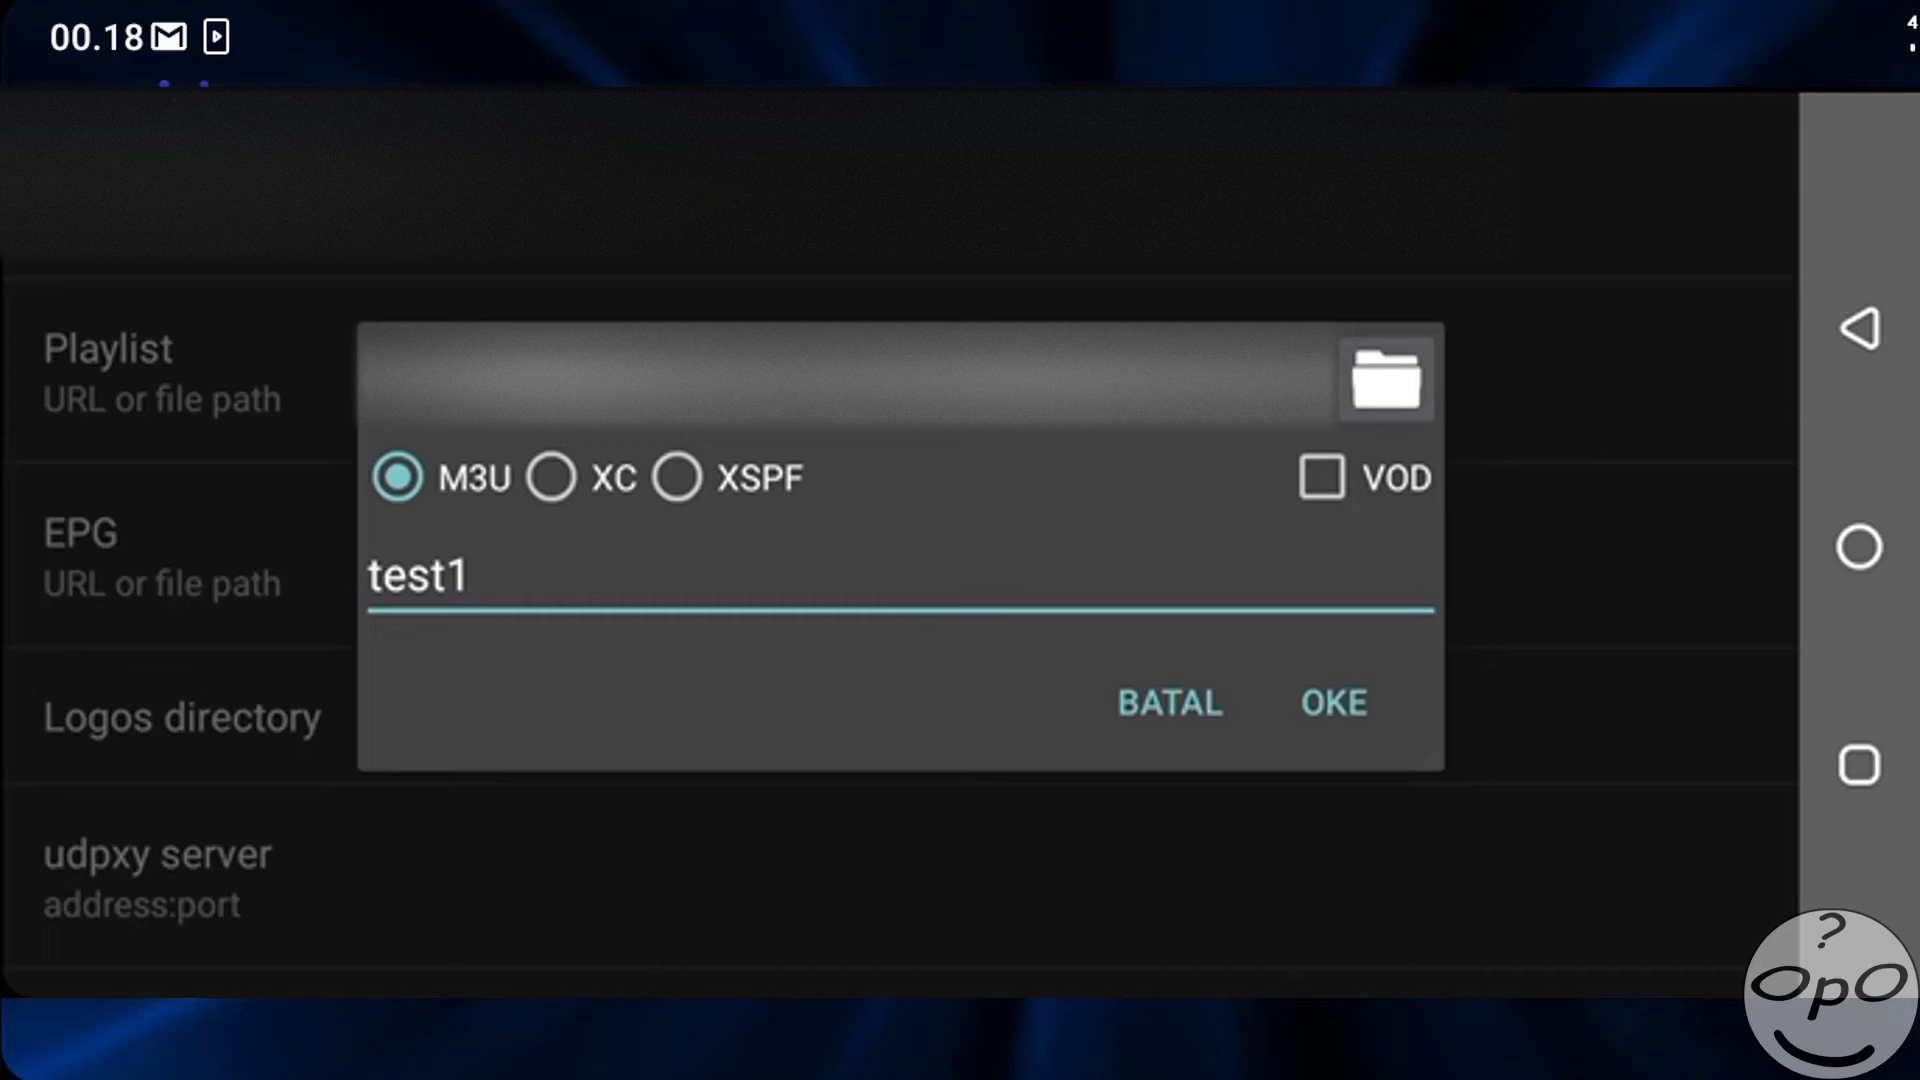 00.18
4
Playlist
URL or file path
M3U XC XSPF VOD
EPG
URL or file path
test1
Logos directory
BATAL OKE
udpxy server
address:port
?
OpO